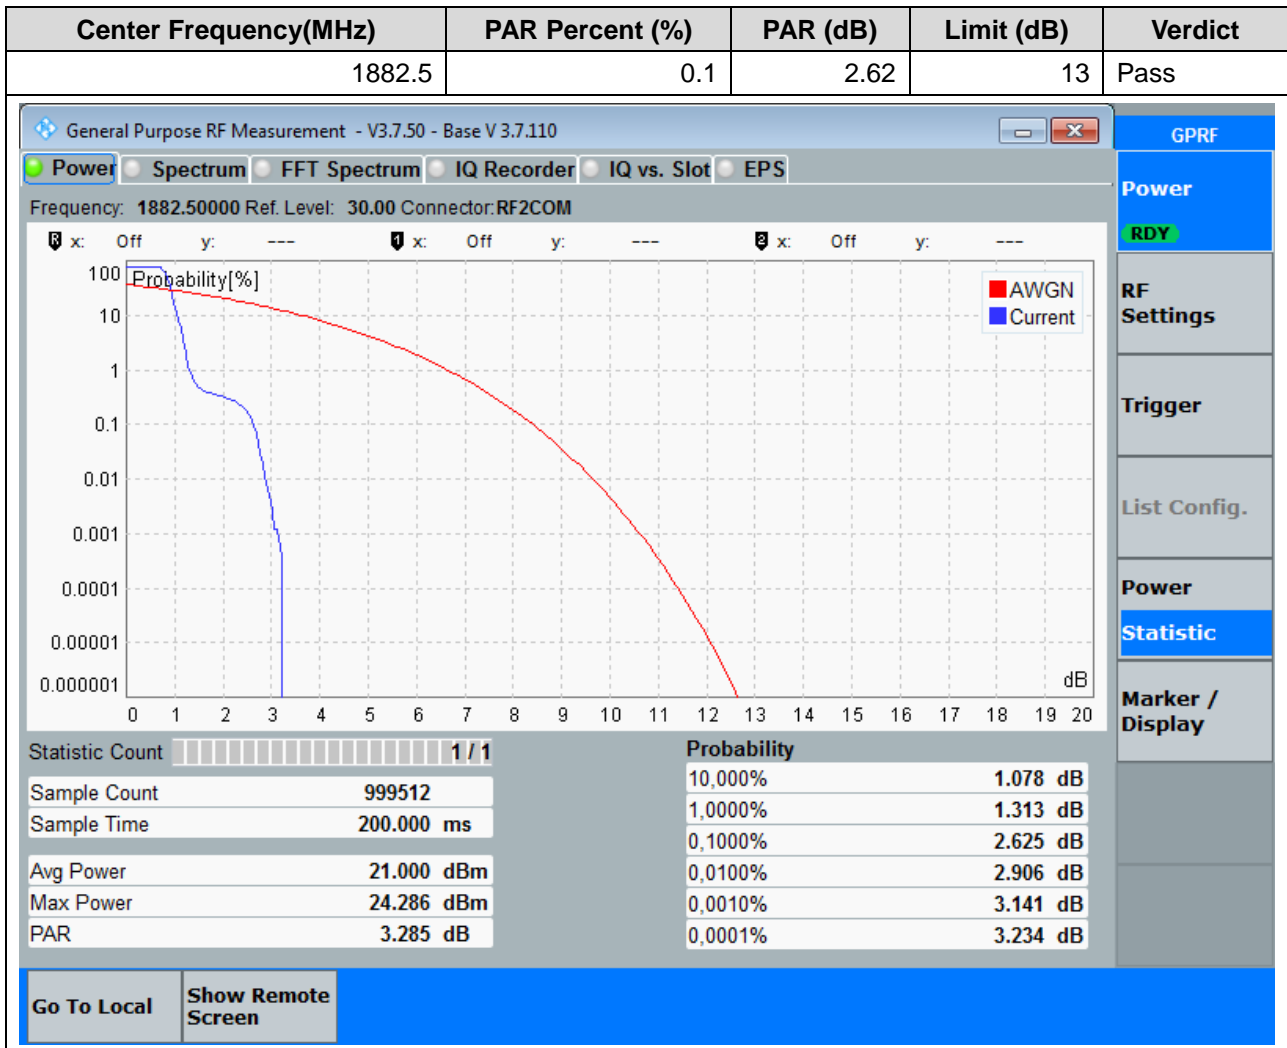 Center Frequency(MHz) PAR Percent (%) PAR (dB) Limit (dB) Verdict
1882.5 0.1 2.62 13 Pass
General Purpose RF Measurement - V3.7.50 - Base V 3.7.110
GPRF
Power Spectrum FFT Spectrum IQ Recorder IQ vs. Slot EPS
Frequency: 1882.50000 Ref. Level: 30.00 Connector:RF2COM
R x: Off y: --- 1 x: Off y: --- 2 x: Off y: ---
Probability[%]
AWGN
Current
100
10
1
0.1
0.01
0.001
0.0001
0.00001
0.000001
dB
0 1 2 3 4 5 6 7 8 9 10 11 12 13 14 15 16 17 18 19 20
Statistic Count 1 / 1
Sample Count 999512
Sample Time 200.000 ms
Avg Power 21.000 dBm
Max Power 24.286 dBm
PAR 3.285 dB
Probability
10,000% 1.078 dB
1,0000% 1.313 dB
0,1000% 2.625 dB
0,0100% 2.906 dB
0,0010% 3.141 dB
0,0001% 3.234 dB
Power
RDY
RF
Settings
Trigger
List Config.
Power
Statistic
Marker /
Display
Go To Local
Show Remote
Screen